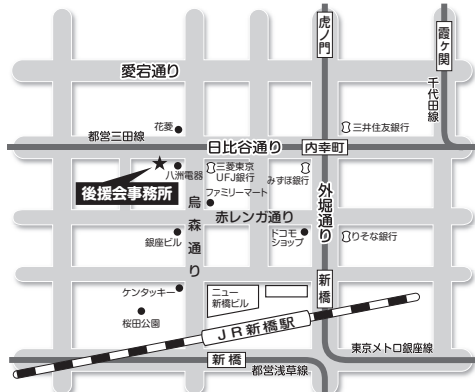 虎ノ門
霞ヶ関
愛宕通り
千代田線
花菱
三井住友銀行
都営三田線
日比谷通り
内幸町
八洲電器
三菱東京
UFJ銀行
みずほ銀行
後援会事務所
ファミリーマート
烏森通り
赤レンガ通り
外堀通り
銀座ビル
ドコモ
ショップ
りそな銀行
ケンタッキー
ニュー
新橋ビル
新橋
桜田公園
JR新橋駅
新橋
都営浅草線
東京メトロ銀座線